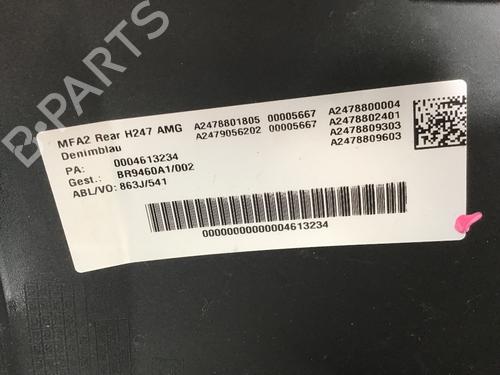 MFA2 Rear H247 AMG
Denimblau
A2478801805 00005667 A2478800004
A2479056202 00005667 A2478802401
A2478809303
A2478809603
PA: 0004613234
Gest.: BR9460A1/002
ABL/VO: 863J/541
00000000000004613234
B-PARTS